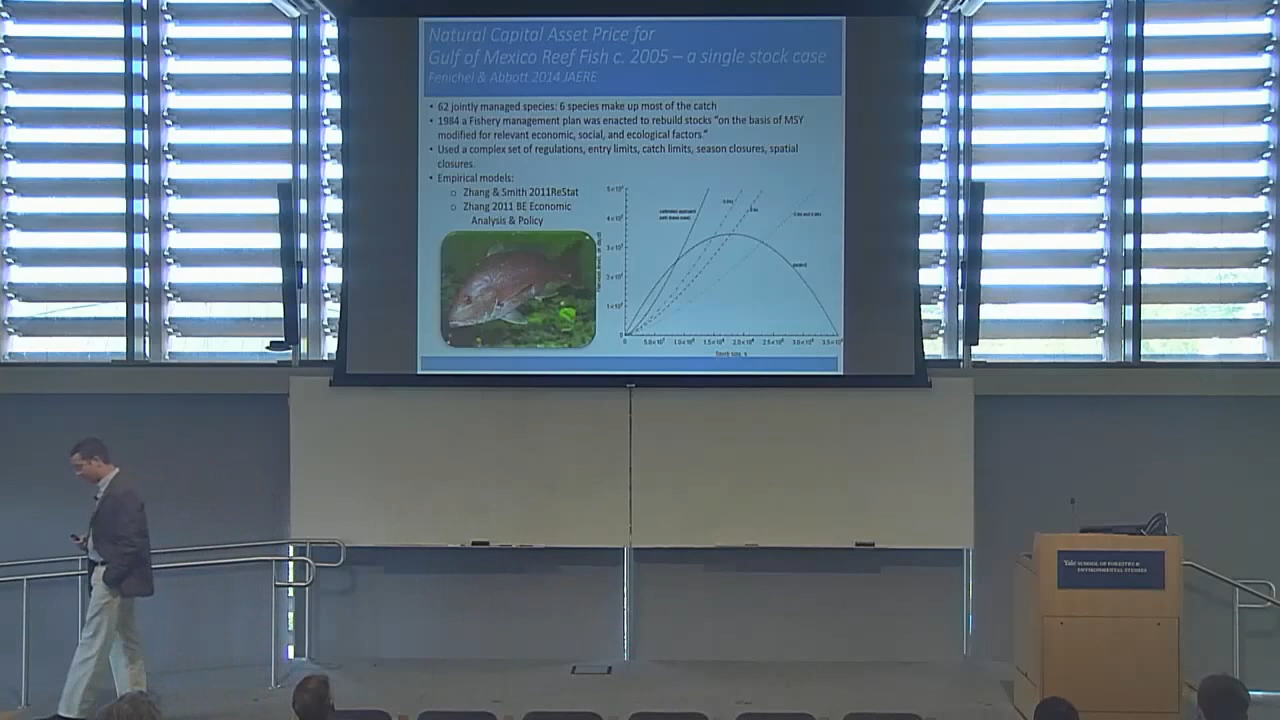 Natural Capital Asset Price for
Gulf of Mexico Reef Fish c. 2005 – a single stock case
Fenichel & Abbott 2014 JAERE
• 62 jointly managed species: 6 species make up most of the catch
• 1984 a Fishery management plan was enacted to rebuild stocks “on the basis of MSY
modified for relevant economic, social, and ecological factors.”
• Used a complex set of regulations, entry limits, catch limits, season closures, spatial
closures.
• Empirical models:
o Zhang & Smith 2011ReStat
o Zhang 2011 BE Economic
Analysis & Policy
Stock size, s
Yale SCHOOL OF FORESTRY &
ENVIRONMENTAL STUDIES